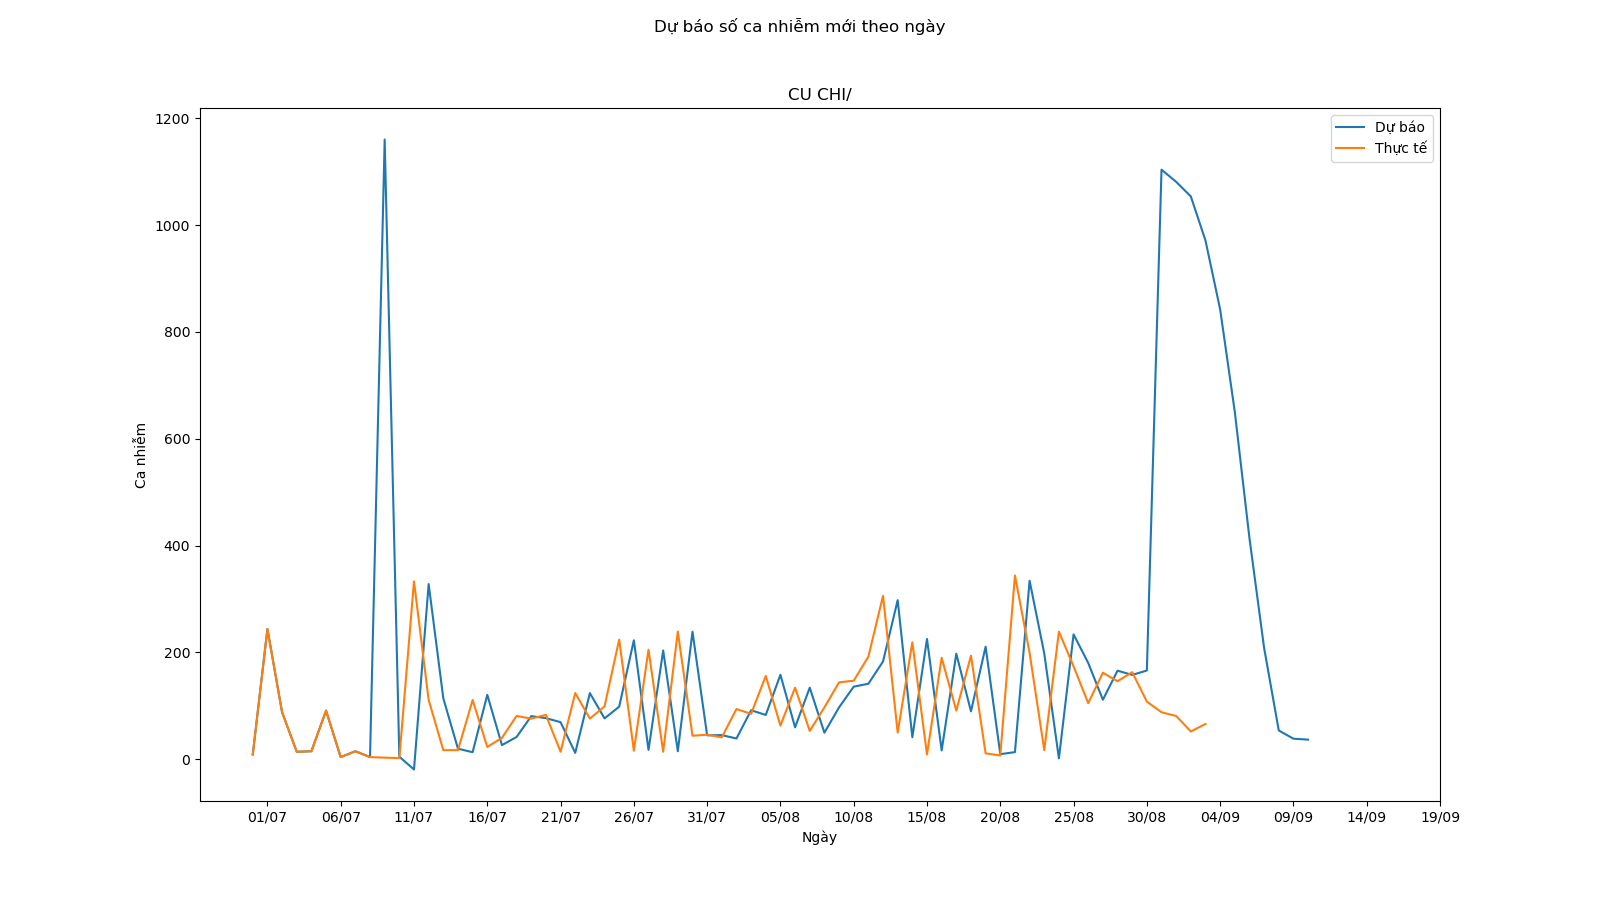 Dự báo số ca nhiễm mới theo ngày
CU CHI/
Dự báo
Thực tế
1200
1000
800
600
400
200
0
Ca nhiễm
01/07 06/07 11/07 16/07 21/07 26/07 31/07 05/08 10/08 15/08 20/08 25/08 30/08 04/09 09/09 14/09 19/09
Ngày